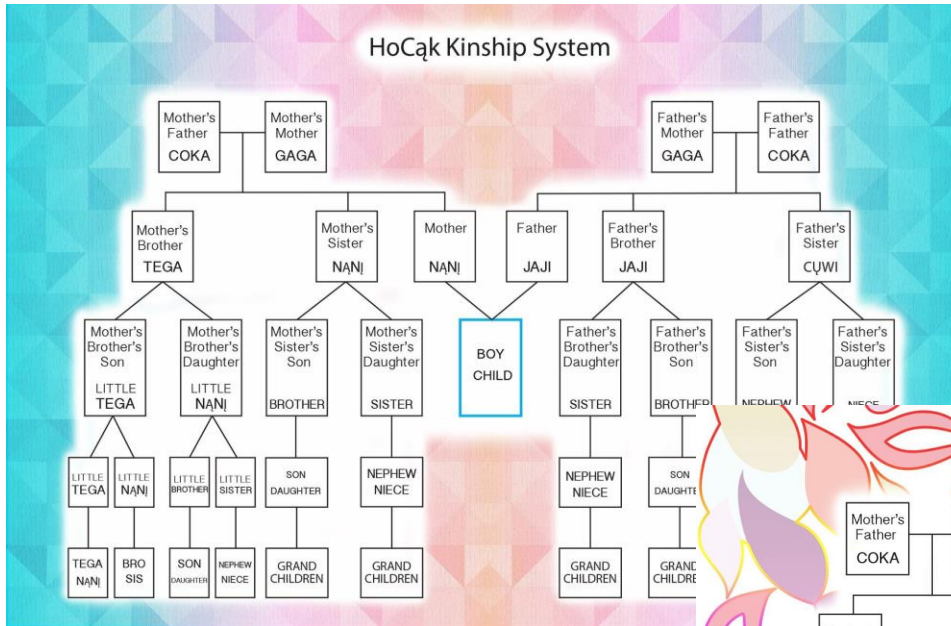 HoCąk Kinship System
Mother's
Father
COKA
Mother's
Mother
GAGA
Father's
Mother
GAGA
Father's
Father
COKA
Mother's
Brother
TEGA
Mother's
Sister
NĄNĮ
Mother
NĄNĮ
Father
JAJI
Father's
Brother
JAJI
Father's
Sister
CŲWI
Mother's
Brother's
Son
LITTLE
TEGA
Mother's
Brother's
Daughter
LITTLE
NĄNĮ
Mother's
Sister's
Son
BROTHER
Mother's
Sister's
Daughter
SISTER
BOY
CHILD
Father's
Brother's
Daughter
SISTER
Father's
Brother's
Son
BROTHER
Father's
Sister's
Son
NEPHEW
Father's
Sister's
Daughter
NIECE
LITTLE
TEGA
LITTLE
NĄNĮ
LITTLE
BROTHER
LITTLE
SISTER
SON
DAUGHTER
NEPHEW
NIECE
NEPHEW
NIECE
SON
DAUGHTER
TEGA
NĄNĮ
BRO
SIS
SON
DAUGHTER
NEPHEW
NIECE
GRAND
CHILDREN
GRAND
CHILDREN
GRAND
CHILDREN
GRAND
CHILDREN
Mother's
Father
COKA